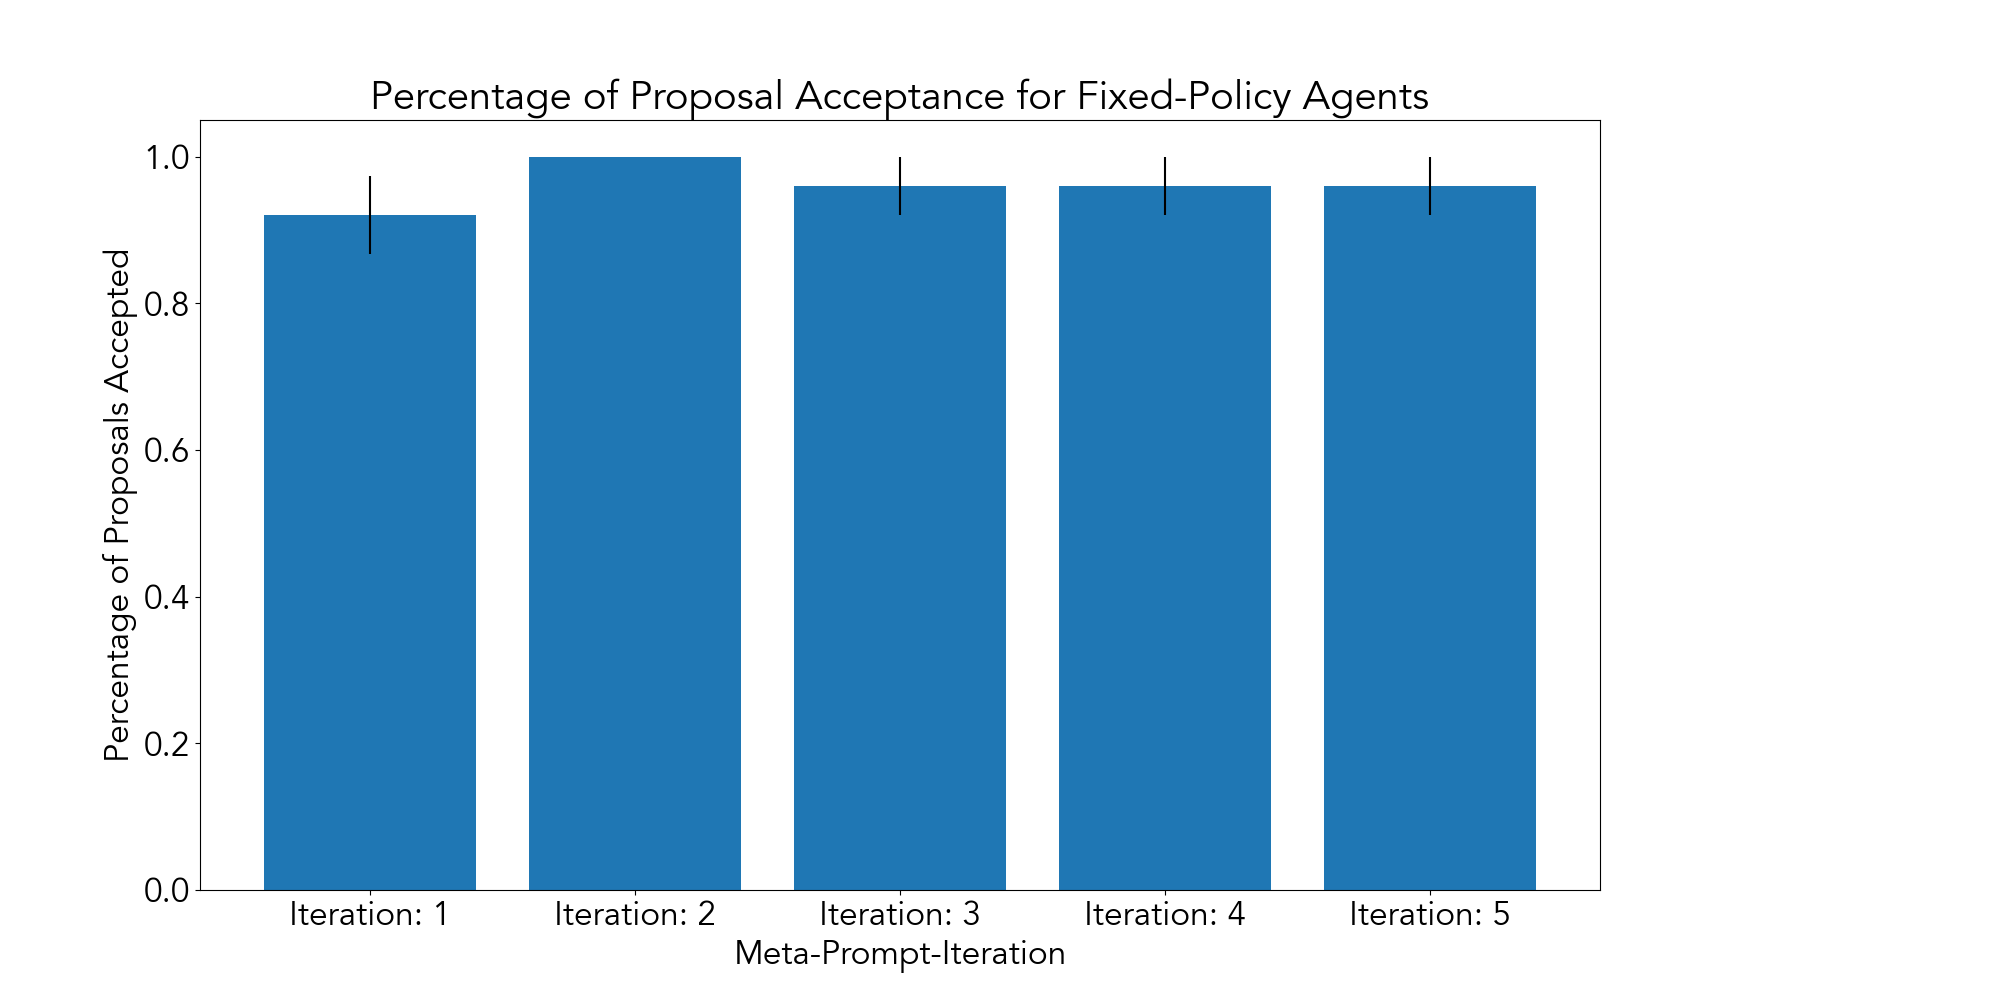 Percentage of Proposal Acceptance for Fixed-Policy Agents
Percentage of Proposals Accepted
1.0
0.8
0.6
0.4
0.2
0.0
Iteration: 1 Iteration: 2 Iteration: 3 Iteration: 4 Iteration: 5
Meta-Prompt-Iteration